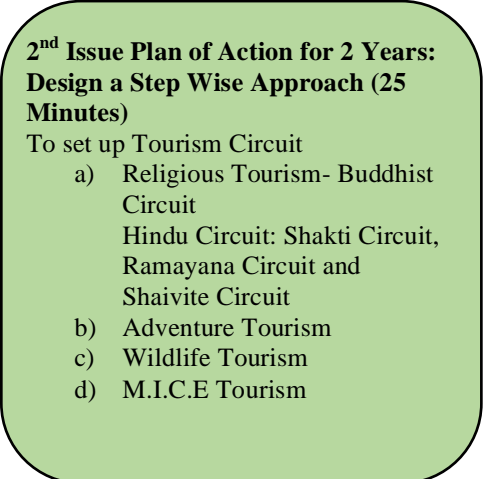 2nd Issue Plan of Action for 2 Years:
Design a Step Wise Approach (25
Minutes)
To set up Tourism Circuit
a) Religious Tourism- Buddhist
Circuit
Hindu Circuit: Shakti Circuit,
Ramayana Circuit and
Shaivite Circuit
b) Adventure Tourism
c) Wildlife Tourism
d) M.I.C.E Tourism